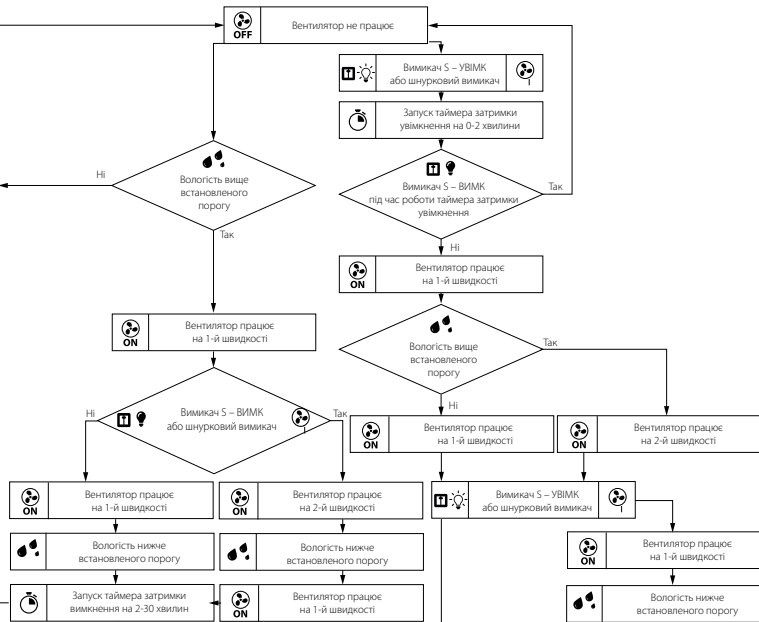 OFF
Вентилятор не працює
Вимикач S – УВІМК
або шнурковий вимикач
Запуск таймера затримки
увімкнення на 0-2 хвилини
Ні
Вологість вище
встановленого
порогу
Так
Вимикач S – ВИМК
під час роботи таймера затримки
увімкнення
Так
Ні
ON
Вентилятор працює
на 1-й швидкості
ON
Вентилятор працює
на 1-й швидкості
Вологість вище
встановленого
порогу
Так
Ні
Ні
Вимикач S – ВИМК
або шнурковий вимикач
Так
ON
Вентилятор працює
на 1-й швидкості
ON
Вентилятор працює
на 2-й швидкості
ON
Вентилятор працює
на 1-й швидкості
ON
Вентилятор працює
на 2-й швидкості
Вимикач S – УВІМК
або шнурковий вимикач
Вологість нижче
встановленого порогу
Вологість нижче
встановленого порогу
ON
Вентилятор працює
на 1-й швидкості
Запуск таймера затримки
вимкнення на 2-30 хвилин
ON
Вентилятор працює
на 1-й швидкості
Вологість нижче
встановленого порогу